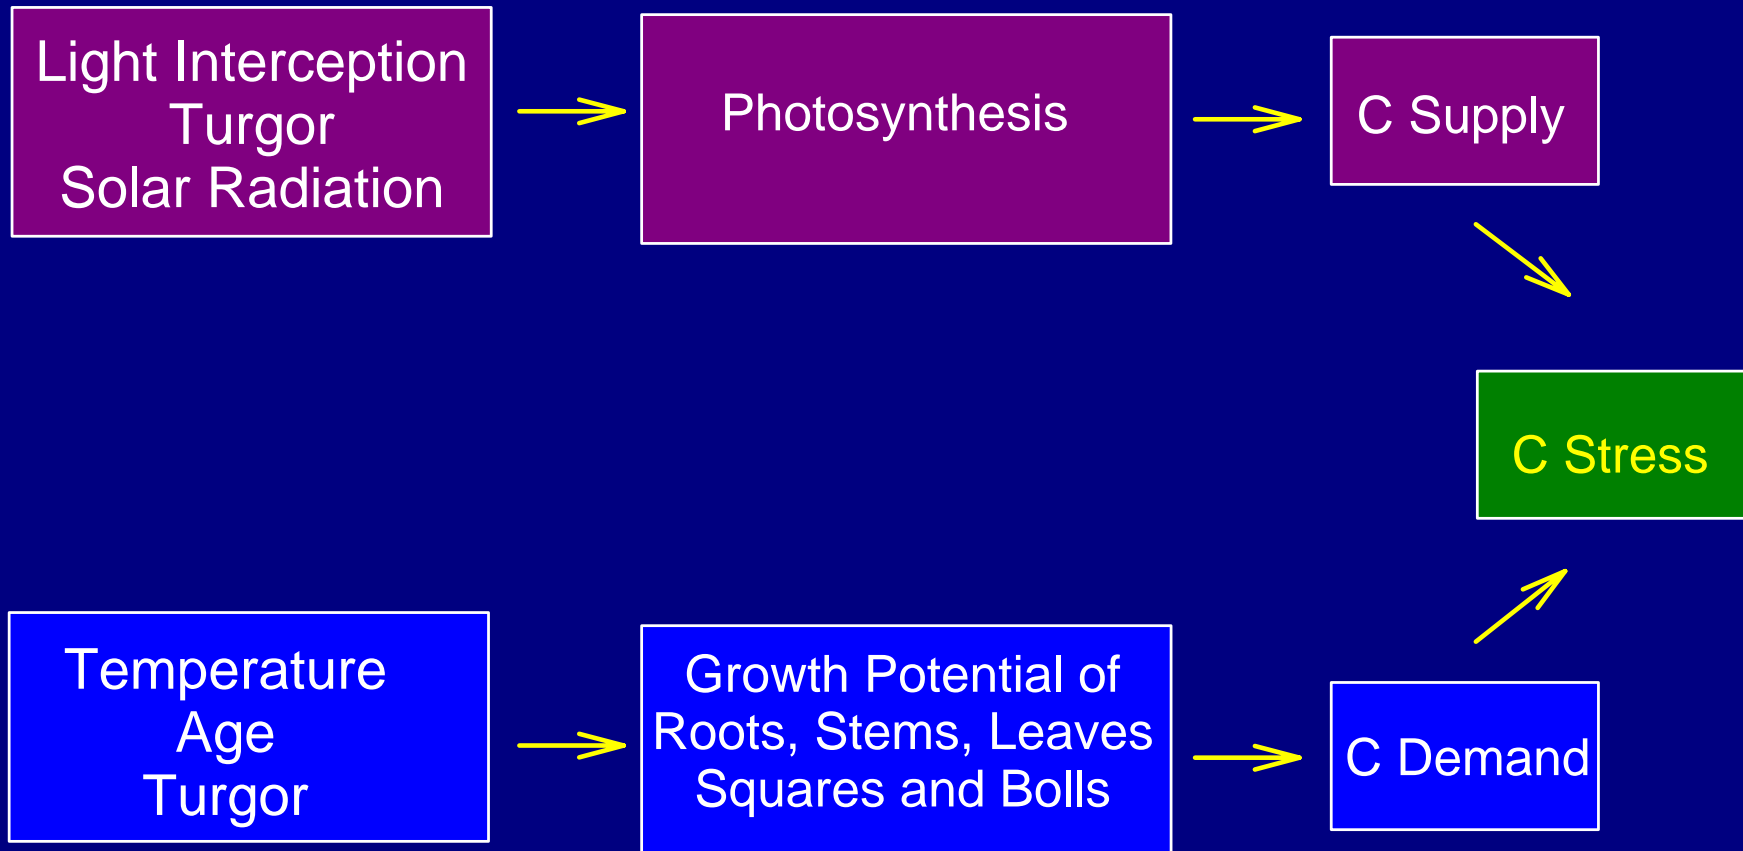 Light Interception
Turgor
Solar Radiation
Photosynthesis
C Supply
C Stress
Temperature
Age
Turgor
Growth Potential of
Roots, Stems, Leaves
Squares and Bolls
C Demand